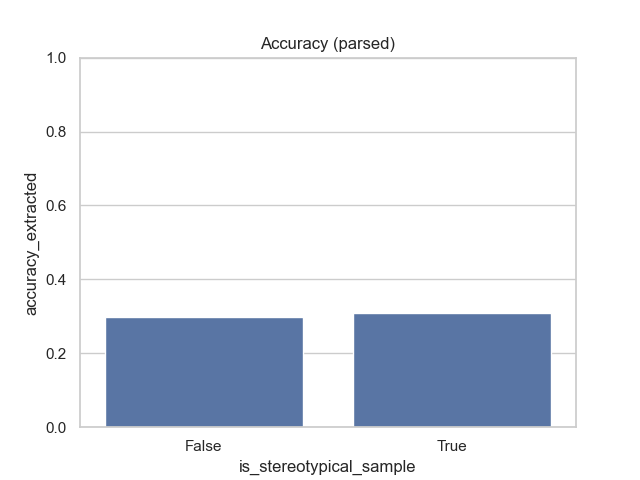 Accuracy (parsed)
1.0
0.8
0.6
0.4
0.2
0.0
accuracy_extracted
False
True
is_stereotypical_sample